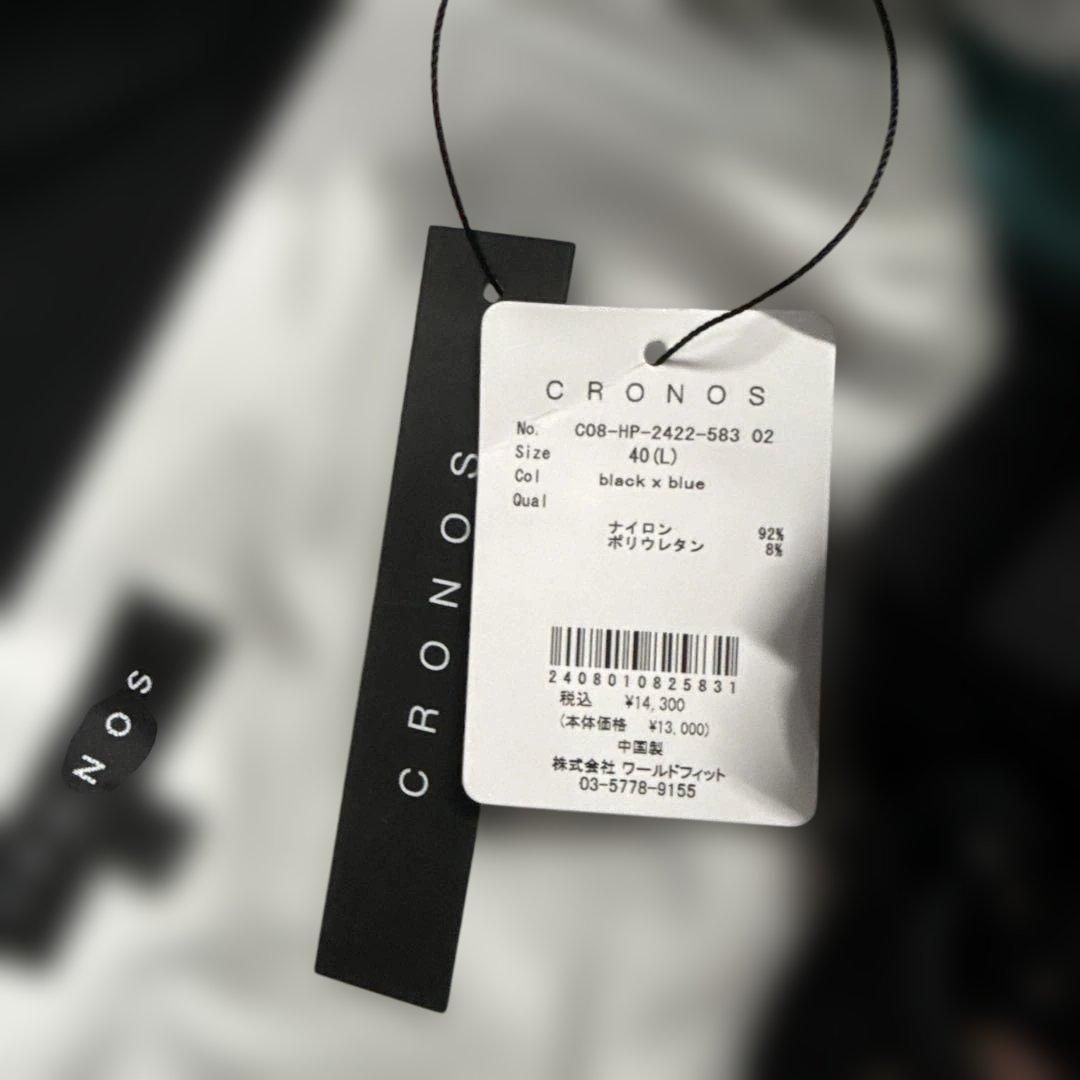 CRONOS
No. C08-HP-2422-583 02
Size 40(L)
Col black x blue
Qual
ナイロン 92%
ポリウレタン 8%
2408010825831
税込 ¥14,300
(本体価格 ¥13,000)
中国製
株式会社 ワールドフィット
03-5778-9155
CRONOS
NOS